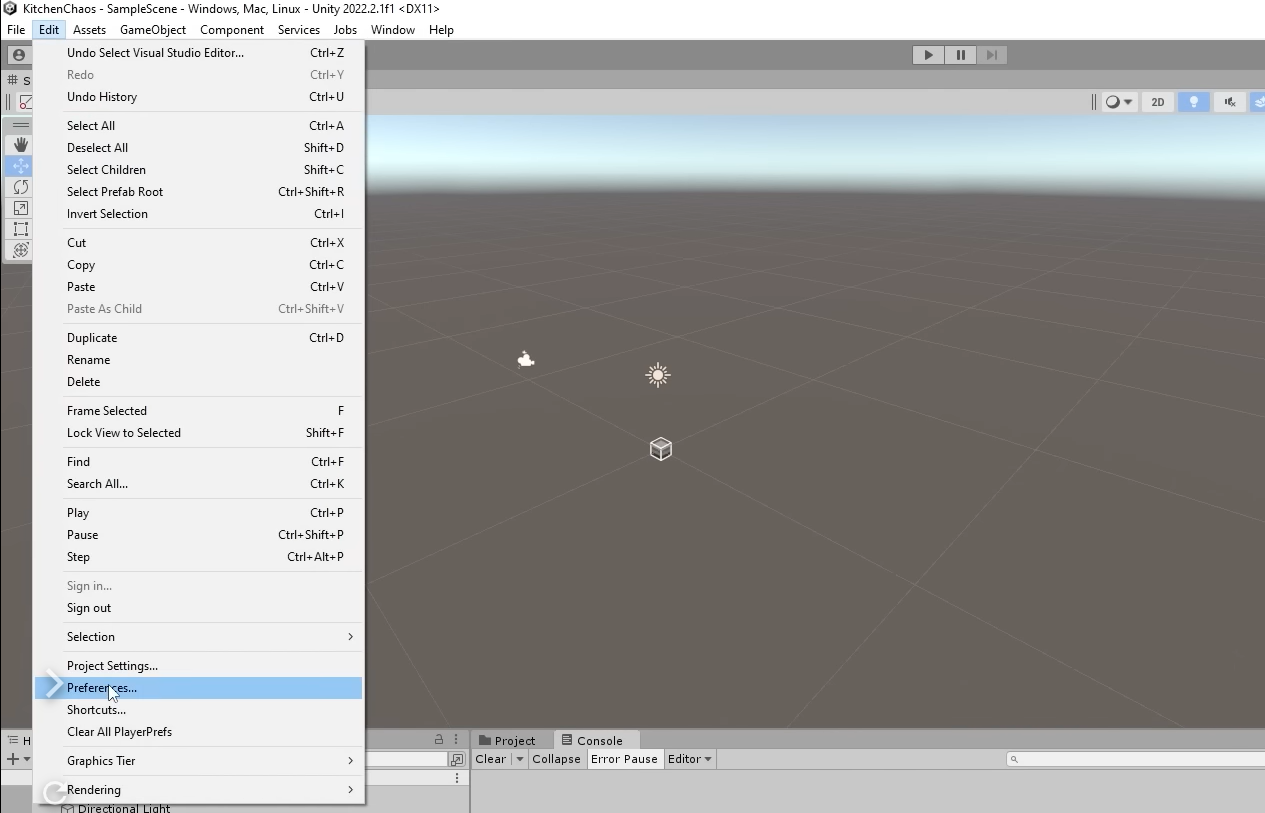 KitchenChaos - SampleScene - Windows, Mac, Linux - Unity 2022.2.1f1 <DX11>
File Edit Assets GameObject Component Services Jobs Window Help
Undo Select Visual Studio Editor... Ctrl+Z
Redo Ctrl+Y
S
Undo History Ctrl+U
2D
Select All Ctrl+A
Deselect All Shift+D
Select Children Shift+C
Select Prefab Root Ctrl+Shift+R
Invert Selection Ctrl+I
Cut Ctrl+X
Copy Ctrl+C
Paste Ctrl+V
Paste As Child Ctrl+Shift+V
Duplicate Ctrl+D
Rename
Delete
Frame Selected F
Lock View to Selected Shift+F
Find Ctrl+F
Search All... Ctrl+K
Play Ctrl+P
Pause Ctrl+Shift+P
Step Ctrl+Alt+P
Sign in...
Sign out
Selection
Project Settings...
Preferences...
Shortcuts...
Clear All PlayerPrefs
Graphics Tier
Rendering
H
Project Console
Clear Collapse Error Pause Editor
Directional Light